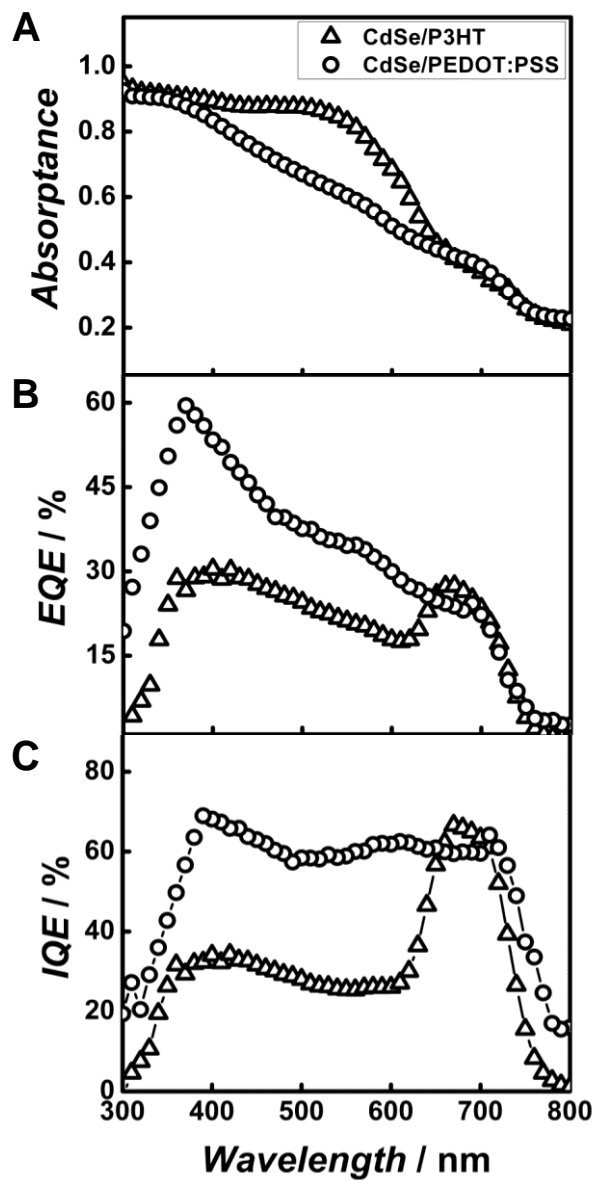 A
CdSe/P3HT
CdSe/PEDOT:PSS
1.0
0.8
0.6
0.4
0.2
Absorptance
B
60
45
30
15
EQE / %
C
80
60
40
20
0
IQE / %
300 400 500 600 700 800
Wavelength / nm